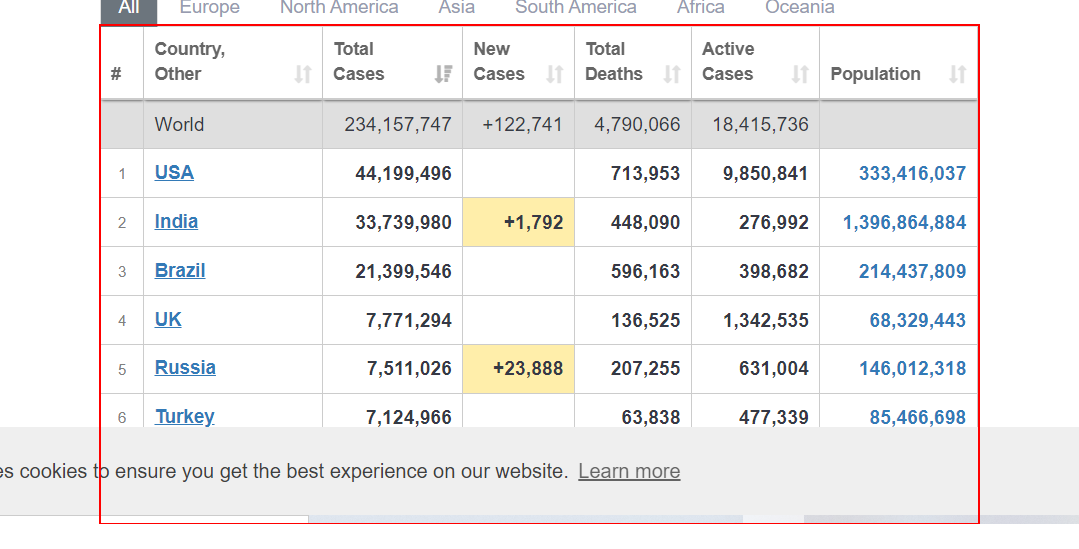 All Europe North America Asia South America Africa Oceania
# Country, Other Total Cases New Cases Total Deaths Active Cases Population
World 234,157,747 +122,741 4,790,066 18,415,736
1 USA 44,199,496 713,953 9,850,841 333,416,037
2 India 33,739,980 +1,792 448,090 276,992 1,396,864,884
3 Brazil 21,399,546 596,163 398,682 214,437,809
4 UK 7,771,294 136,525 1,342,535 68,329,443
5 Russia 7,511,026 +23,888 207,255 631,004 146,012,318
6 Turkey 7,124,966 63,838 477,339 85,466,698
es cookies to ensure you get the best experience on our website. Learn more